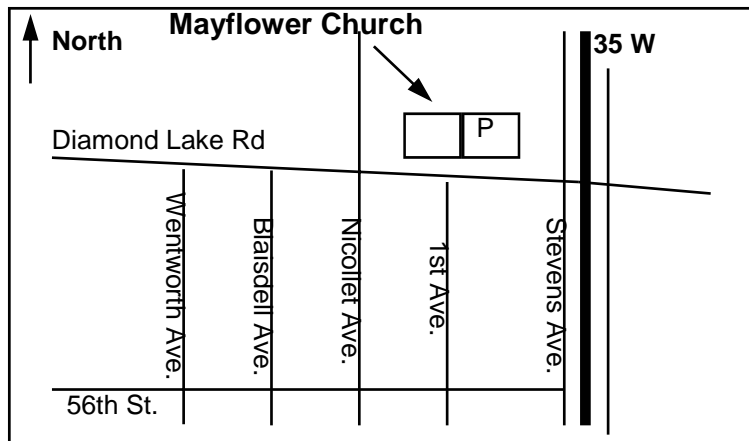 Mayflower Church
North
35 W
P
Diamond Lake Rd
Wentworth Ave.
Blaisdell Ave.
Nicollet Ave.
1st Ave.
Stevens Ave.
56th St.